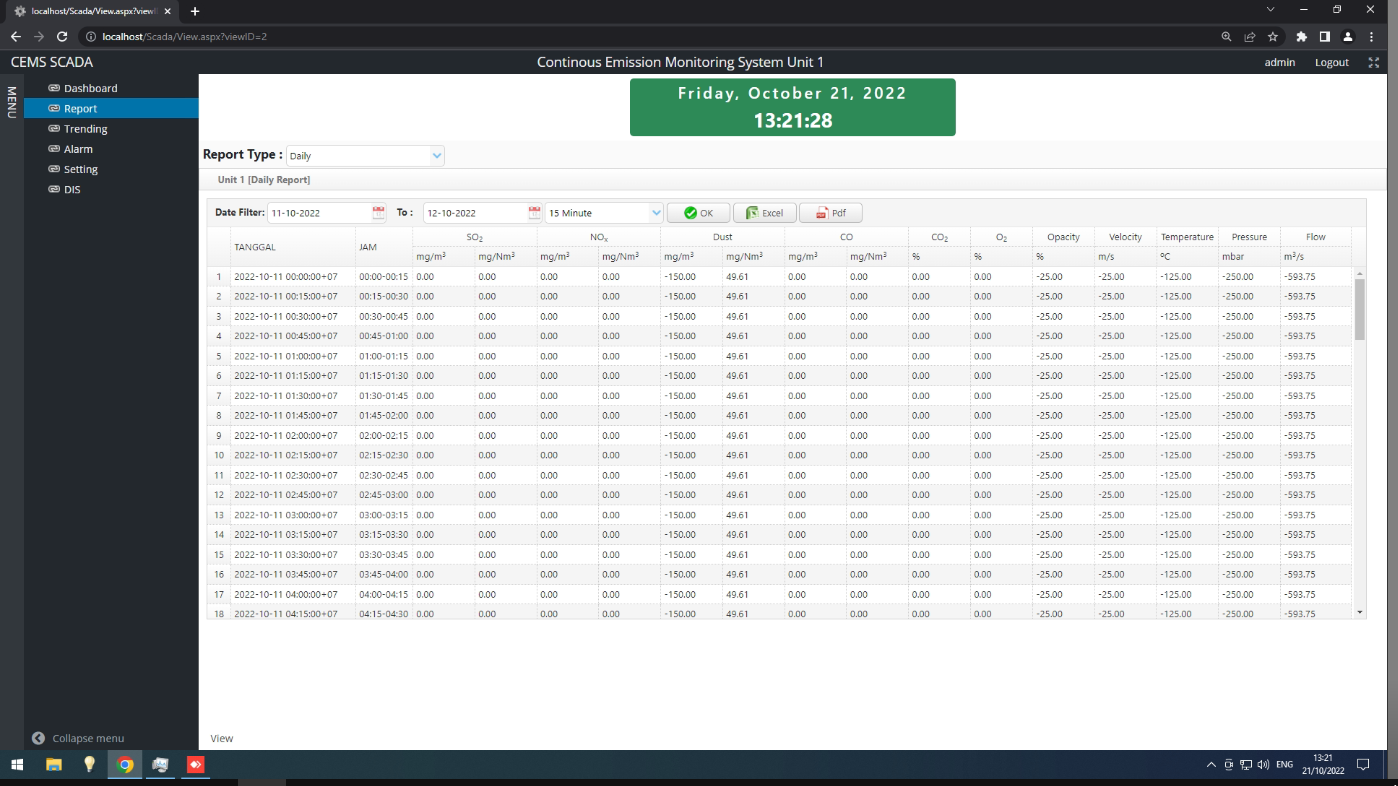 localhost/Scada/View.aspx?viewI
localhost/Scada/View.aspx?viewID=2
CEMS SCADA
Continous Emission Monitoring System Unit 1
admin
Logout
MENU
Dashboard
Report
Trending
Alarm
Setting
DIS
Friday, October 21, 2022
13:21:28
Report Type : Daily
Unit 1 [Daily Report]
Date Filter: 11-10-2022 To : 12-10-2022 15 Minute OK Excel Pdf
TANGGAL JAM SO2 NOx Dust CO CO2 O2 Opacity Velocity Temperature Pressure Flow
mg/m³ mg/Nm³ mg/m³ mg/Nm³ mg/m³ mg/Nm³ mg/m³ mg/Nm³ % % % m/s ºC mbar m³/s
1 2022-10-11 00:00:00+07 00:00-00:15 0.00 0.00 0.00 0.00 -150.00 49.61 0.00 0.00 0.00 0.00 -25.00 -25.00 -125.00 -250.00 -593.75
2 2022-10-11 00:15:00+07 00:15-00:30 0.00 0.00 0.00 0.00 -150.00 49.61 0.00 0.00 0.00 0.00 -25.00 -25.00 -125.00 -250.00 -593.75
3 2022-10-11 00:30:00+07 00:30-00:45 0.00 0.00 0.00 0.00 -150.00 49.61 0.00 0.00 0.00 0.00 -25.00 -25.00 -125.00 -250.00 -593.75
4 2022-10-11 00:45:00+07 00:45-01:00 0.00 0.00 0.00 0.00 -150.00 49.61 0.00 0.00 0.00 0.00 -25.00 -25.00 -125.00 -250.00 -593.75
5 2022-10-11 01:00:00+07 01:00-01:15 0.00 0.00 0.00 0.00 -150.00 49.61 0.00 0.00 0.00 0.00 -25.00 -25.00 -125.00 -250.00 -593.75
6 2022-10-11 01:15:00+07 01:15-01:30 0.00 0.00 0.00 0.00 -150.00 49.61 0.00 0.00 0.00 0.00 -25.00 -25.00 -125.00 -250.00 -593.75
7 2022-10-11 01:30:00+07 01:30-01:45 0.00 0.00 0.00 0.00 -150.00 49.61 0.00 0.00 0.00 0.00 -25.00 -25.00 -125.00 -250.00 -593.75
8 2022-10-11 01:45:00+07 01:45-02:00 0.00 0.00 0.00 0.00 -150.00 49.61 0.00 0.00 0.00 0.00 -25.00 -25.00 -125.00 -250.00 -593.75
9 2022-10-11 02:00:00+07 02:00-02:15 0.00 0.00 0.00 0.00 -150.00 49.61 0.00 0.00 0.00 0.00 -25.00 -25.00 -125.00 -250.00 -593.75
10 2022-10-11 02:15:00+07 02:15-02:30 0.00 0.00 0.00 0.00 -150.00 49.61 0.00 0.00 0.00 0.00 -25.00 -25.00 -125.00 -250.00 -593.75
11 2022-10-11 02:30:00+07 02:30-02:45 0.00 0.00 0.00 0.00 -150.00 49.61 0.00 0.00 0.00 0.00 -25.00 -25.00 -125.00 -250.00 -593.75
12 2022-10-11 02:45:00+07 02:45-03:00 0.00 0.00 0.00 0.00 -150.00 49.61 0.00 0.00 0.00 0.00 -25.00 -25.00 -125.00 -250.00 -593.75
13 2022-10-11 03:00:00+07 03:00-03:15 0.00 0.00 0.00 0.00 -150.00 49.61 0.00 0.00 0.00 0.00 -25.00 -25.00 -125.00 -250.00 -593.75
14 2022-10-11 03:15:00+07 03:15-03:30 0.00 0.00 0.00 0.00 -150.00 49.61 0.00 0.00 0.00 0.00 -25.00 -25.00 -125.00 -250.00 -593.75
15 2022-10-11 03:30:00+07 03:30-03:45 0.00 0.00 0.00 0.00 -150.00 49.61 0.00 0.00 0.00 0.00 -25.00 -25.00 -125.00 -250.00 -593.75
16 2022-10-11 03:45:00+07 03:45-04:00 0.00 0.00 0.00 0.00 -150.00 49.61 0.00 0.00 0.00 0.00 -25.00 -25.00 -125.00 -250.00 -593.75
17 2022-10-11 04:00:00+07 04:00-04:15 0.00 0.00 0.00 0.00 -150.00 49.61 0.00 0.00 0.00 0.00 -25.00 -25.00 -125.00 -250.00 -593.75
18 2022-10-11 04:15:00+07 04:15-04:30 0.00 0.00 0.00 0.00 -150.00 49.61 0.00 0.00 0.00 0.00 -25.00 -25.00 -125.00 -250.00 -593.75
Collapse menu
View
ENG
13:21
21/10/2022